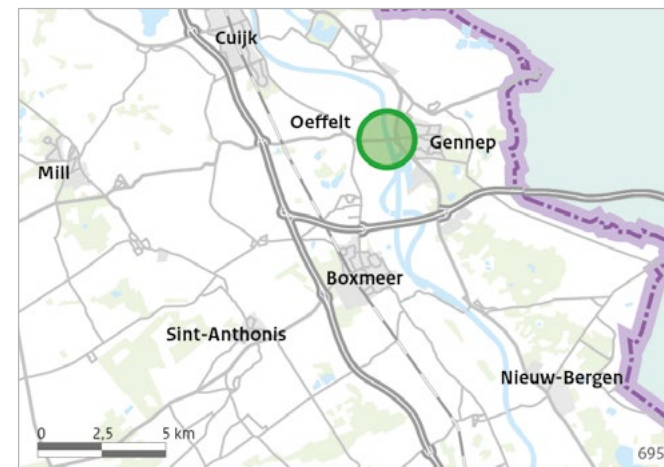 Cuijk
Oeffelt
Gennep
Mill
Boxmeer
Sint-Anthonis
Nieuw-Bergen
0 2,5 5 km
695